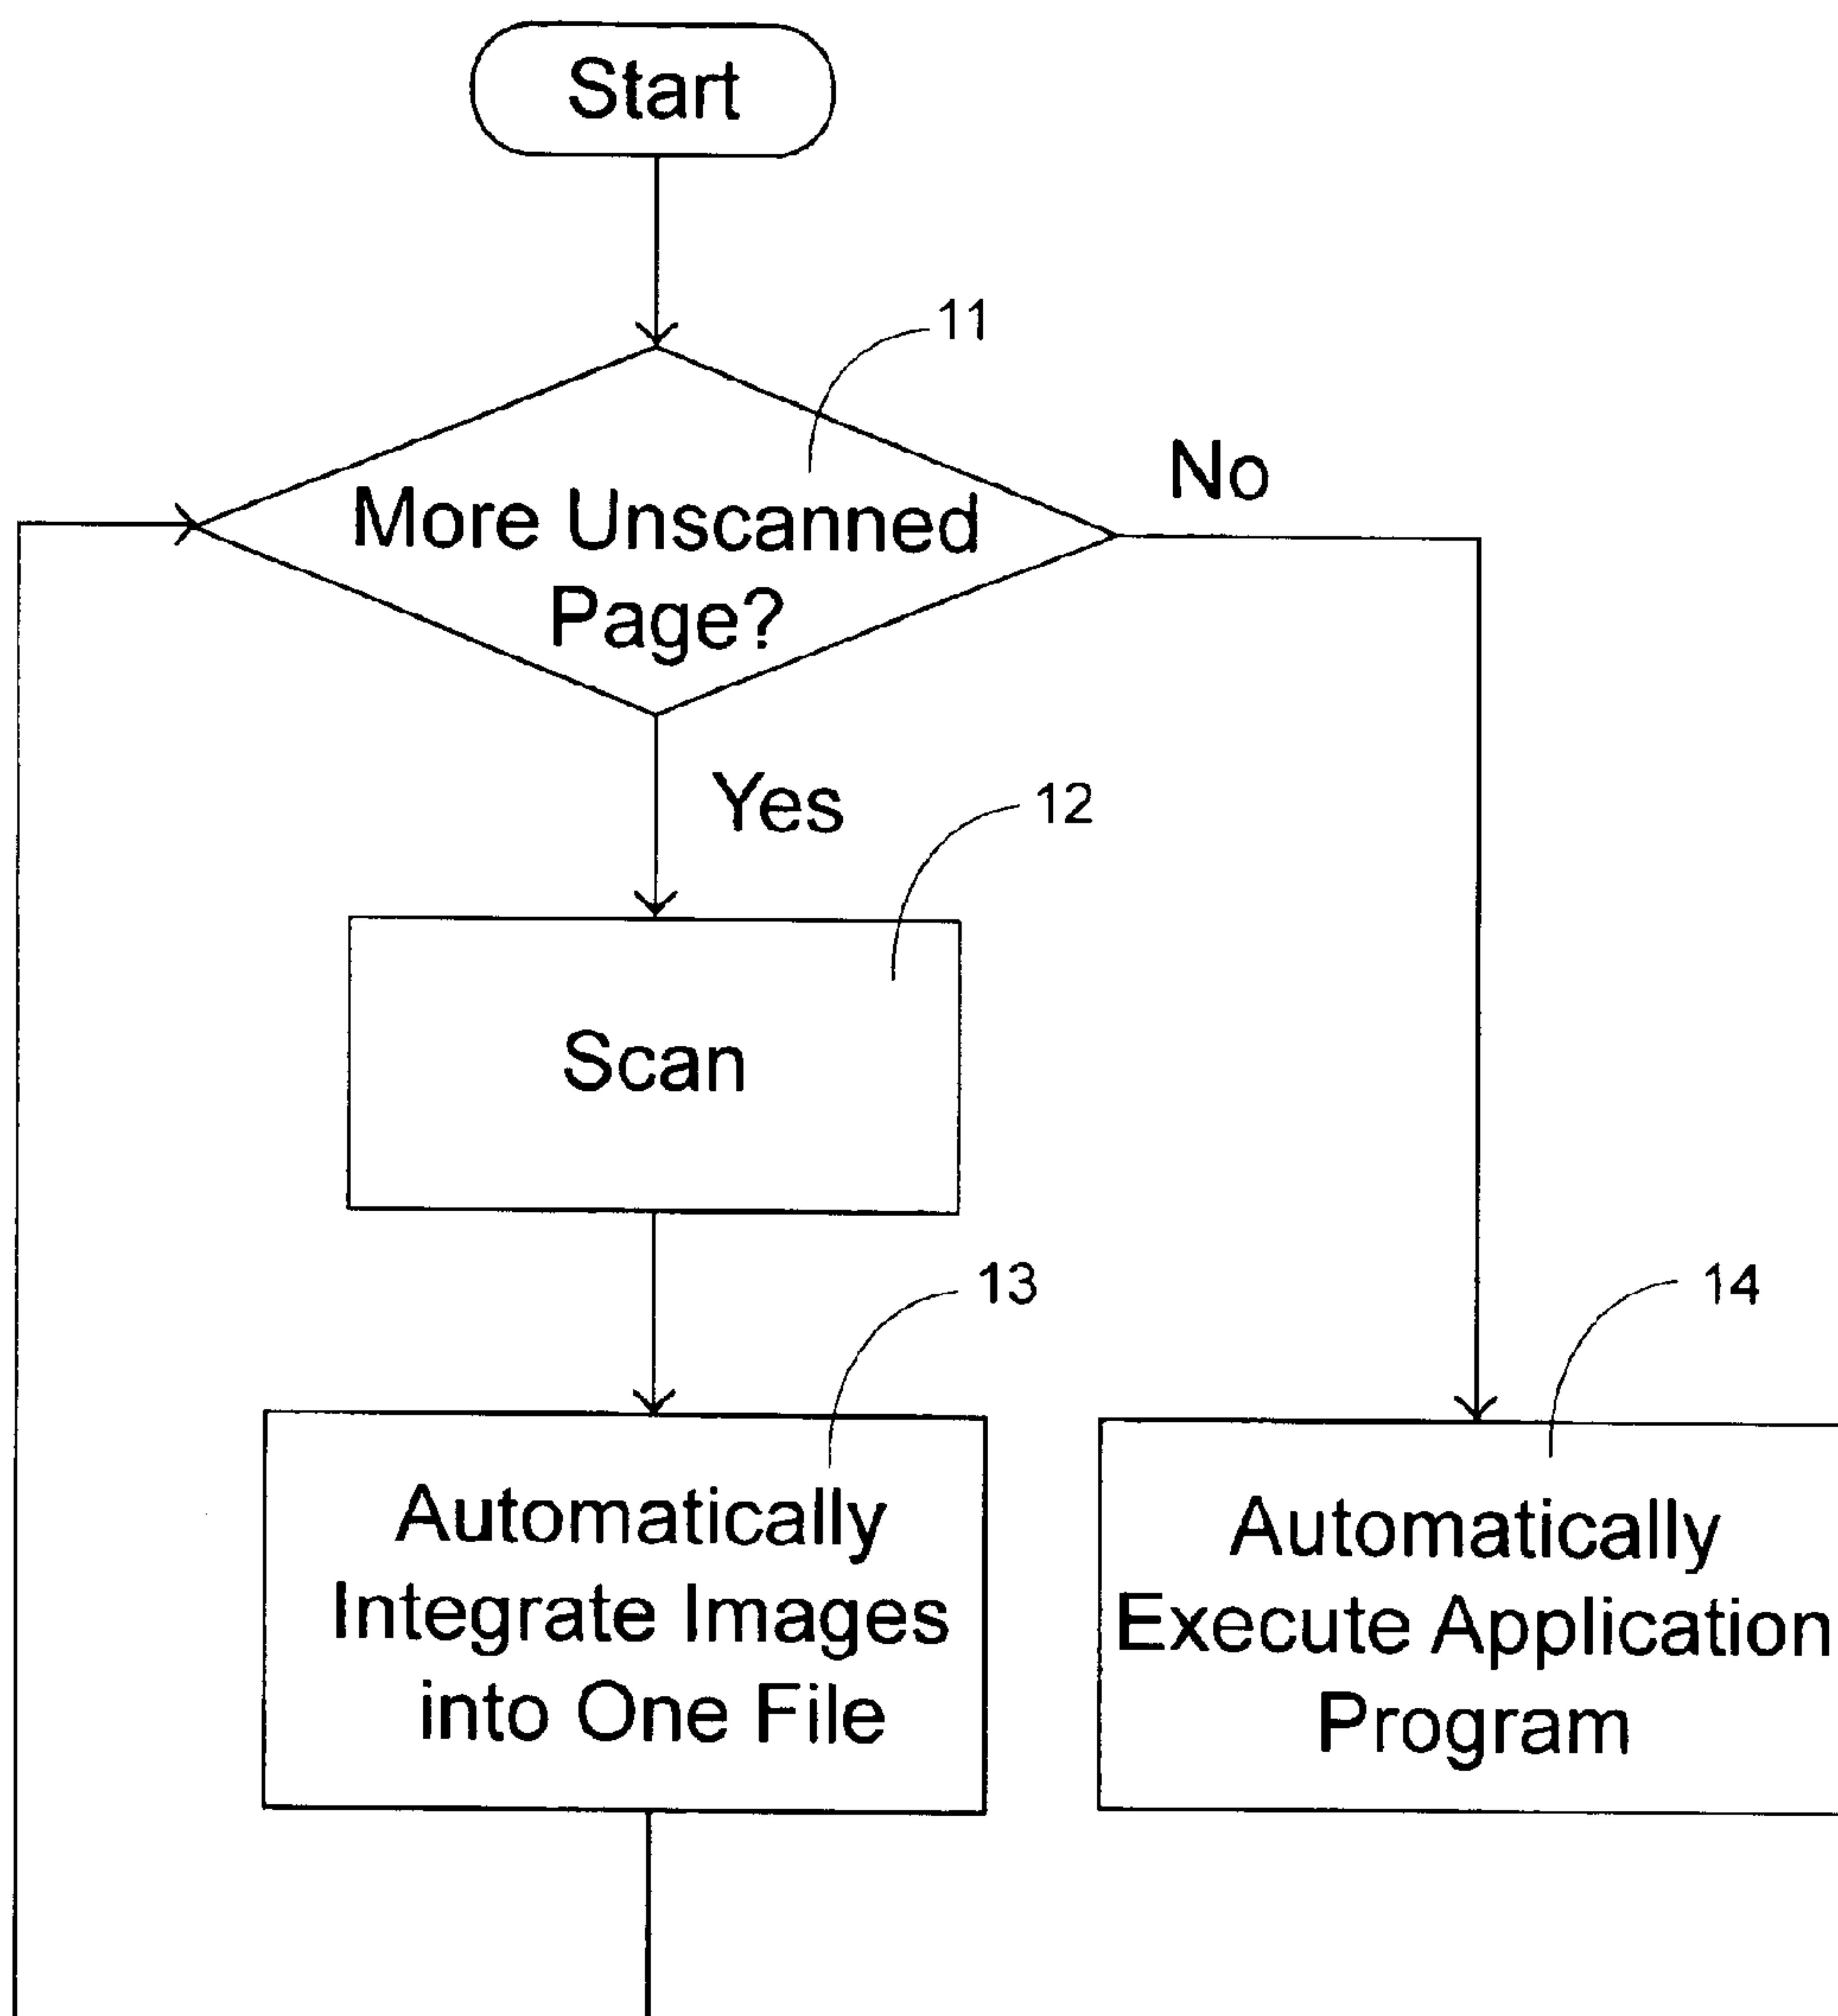 Start
11
More Unscanned
Page?
No
Yes
12
Scan
13
Automatically
Integrate Images
into One File
14
Automatically
Execute Application
Program